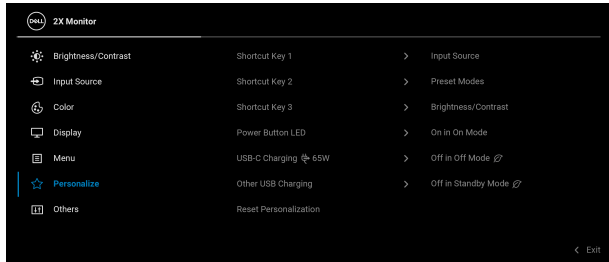 DELL 2X Monitor
Brightness/Contrast Shortcut Key 1 > Input Source
Input Source Shortcut Key 2 > Preset Modes
Color Shortcut Key 3 > Brightness/Contrast
Display Power Button LED > On in On Mode
Menu USB-C Charging 65W > Off in Off Mode
Personalize Other USB Charging > Off in Standby Mode
Others Reset Personalization
< Exit